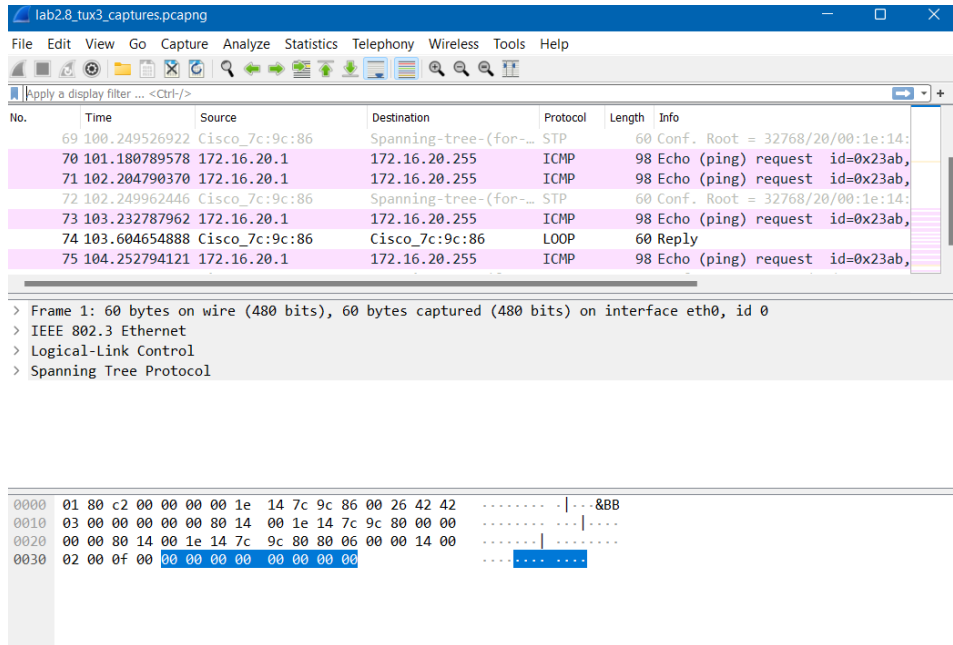 lab2.8_tux3_captures.pcapng
File Edit View Go Capture Analyze Statistics Telephony Wireless Tools Help
Apply a display filter ... <Ctrl-/>
No. Time Source Destination Protocol Length Info
69 100.249526922 Cisco_7c:9c:86 Spanning-tree-(for-… STP 60 Conf. Root = 32768/20/00:1e:14:
70 101.180789578 172.16.20.1 172.16.20.255 ICMP 98 Echo (ping) request id=0x23ab,
71 102.204790370 172.16.20.1 172.16.20.255 ICMP 98 Echo (ping) request id=0x23ab,
72 102.249962446 Cisco_7c:9c:86 Spanning-tree-(for-… STP 60 Conf. Root = 32768/20/00:1e:14:
73 103.232787962 172.16.20.1 172.16.20.255 ICMP 98 Echo (ping) request id=0x23ab,
74 103.604654888 Cisco_7c:9c:86 Cisco_7c:9c:86 LOOP 60 Reply
75 104.252794121 172.16.20.1 172.16.20.255 ICMP 98 Echo (ping) request id=0x23ab,
> Frame 1: 60 bytes on wire (480 bits), 60 bytes captured (480 bits) on interface eth0, id 0
> IEEE 802.3 Ethernet
> Logical-Link Control
> Spanning Tree Protocol
0000 01 80 c2 00 00 00 00 1e 14 7c 9c 86 00 26 42 42 ········ ·|···&BB
0010 03 00 00 00 00 00 80 14 00 1e 14 7c 9c 80 00 00 ········ ···|····
0020 00 00 80 14 00 1e 14 7c 9c 80 80 06 00 00 14 00 ·······| ········
0030 02 00 0f 00 00 00 00 00 00 00 00 00 ········ ····